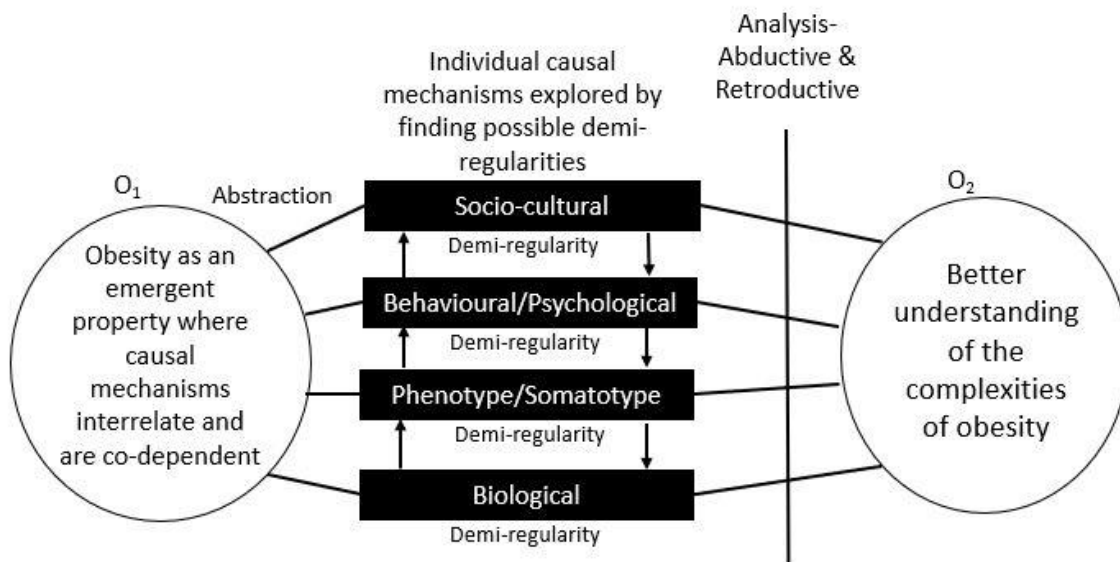 Analysis-
Abductive &
Retroductive
Individual causal
mechanisms explored by
finding possible demi-
regularities
O₁
Abstraction
Obesity as an
emergent
property where
causal
mechanisms
interrelate and
are co-dependent
Socio-cultural
Demi-regularity
Behavioural/Psychological
Demi-regularity
Phenotype/Somatotype
Demi-regularity
Biological
Demi-regularity
O₂
Better
understanding
of the
complexities
of obesity